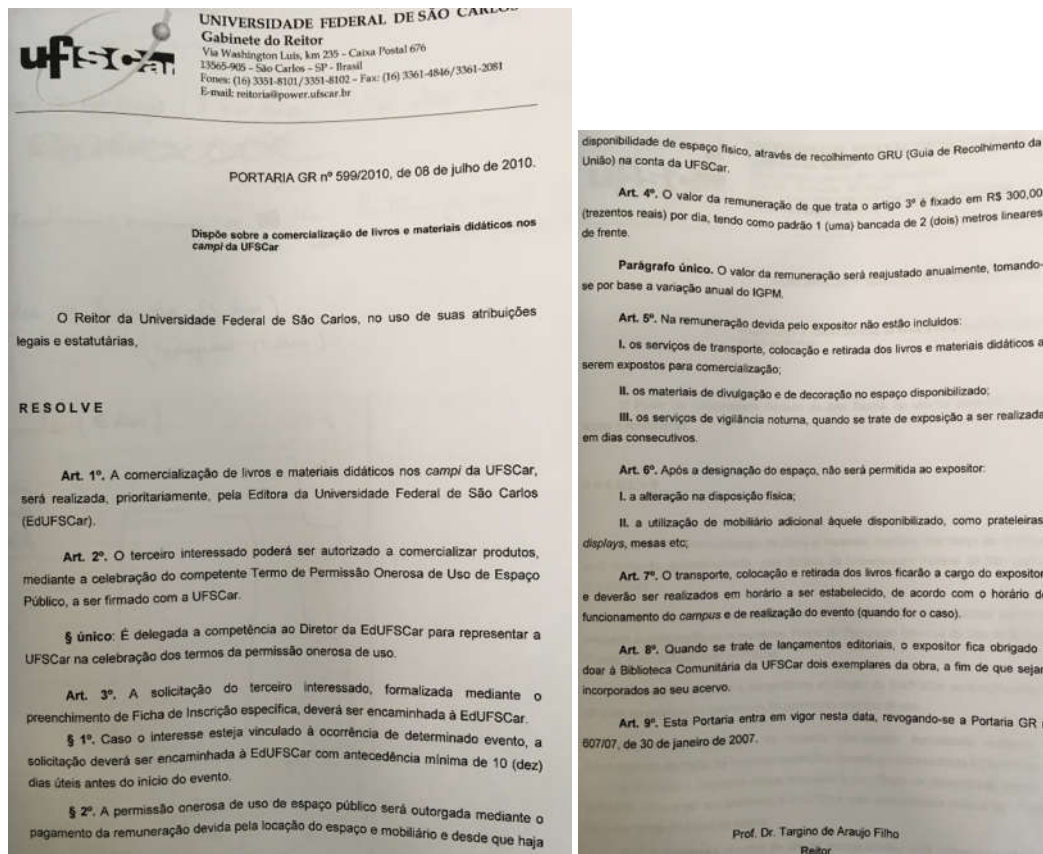 ufscar
UNIVERSIDADE FEDERAL DE SÃO CARLOS
Gabinete do Reitor
Via Washington Luís, km 235 – Caixa Postal 676
13565-905 – São Carlos – SP - Brasil
Fones: (16) 3351-8101/3351-8102 – Fax: (16) 3361-4846/3361-2081
E-mail: reitoria@power.ufscar.br
PORTARIA GR nº 599/2010, de 08 de julho de 2010.
Dispõe sobre a comercialização de livros e materiais didáticos nos
campi da UFSCar
O Reitor da Universidade Federal de São Carlos, no uso de suas atribuições
legais e estatutárias,
R E S O L V E
Art. 1º. A comercialização de livros e materiais didáticos nos campi da UFSCar,
será realizada, prioritariamente, pela Editora da Universidade Federal de São Carlos
(EdUFSCar).
Art. 2º. O terceiro interessado poderá ser autorizado a comercializar produtos,
mediante a celebração do competente Termo de Permissão Onerosa de Uso de Espaço
Público, a ser firmado com a UFSCar.
§ único: É delegada a competência ao Diretor da EdUFSCar para representar a
UFSCar na celebração dos termos da permissão onerosa de uso.
Art. 3º. A solicitação do terceiro interessado, formalizada mediante o
preenchimento de Ficha de Inscrição específica, deverá ser encaminhada à EdUFSCar.
§ 1º. Caso o interesse esteja vinculado à ocorrência de determinado evento, a
solicitação deverá ser encaminhada à EdUFSCar com antecedência mínima de 10 (dez)
dias úteis antes do início do evento.
§ 2º. A permissão onerosa de uso de espaço público será outorgada mediante o
pagamento da remuneração devida pela locação do espaço e mobiliário e desde que haja
disponibilidade de espaço físico, através de recolhimento GRU (Guia de Recolhimento da
União) na conta da UFSCar.
Art. 4º. O valor da remuneração de que trata o artigo 3º é fixado em R$ 300,00
(trezentos reais) por dia, tendo como padrão 1 (uma) bancada de 2 (dois) metros lineares
de frente.
Parágrafo único. O valor da remuneração será reajustado anualmente, tomando-
se por base a variação anual do IGPM.
Art. 5º. Na remuneração devida pelo expositor não estão incluídos:
I. os serviços de transporte, colocação e retirada dos livros e materiais didáticos a
serem expostos para comercialização;
II. os materiais de divulgação e de decoração no espaço disponibilizado;
III. os serviços de vigilância noturna, quando se trate de exposição a ser realizada
em dias consecutivos.
Art. 6º. Após a designação do espaço, não será permitida ao expositor:
I. a alteração na disposição física;
II. a utilização de mobiliário adicional àquele disponibilizado, como prateleiras,
displays, mesas etc;
Art. 7º. O transporte, colocação e retirada dos livros ficarão a cargo do expositor
e deverão ser realizados em horário a ser estabelecido, de acordo com o horário de
funcionamento do campus e de realização do evento (quando for o caso).
Art. 8º. Quando se trate de lançamentos editoriais, o expositor fica obrigado
doar à Biblioteca Comunitária da UFSCar dois exemplares da obra, a fim de que sejam
incorporados ao seu acervo.
Art. 9º. Esta Portaria entra em vigor nesta data, revogando-se a Portaria GR
607/07, de 30 de janeiro de 2007.
Prof. Dr. Targino de Araujo Filho
Reitor